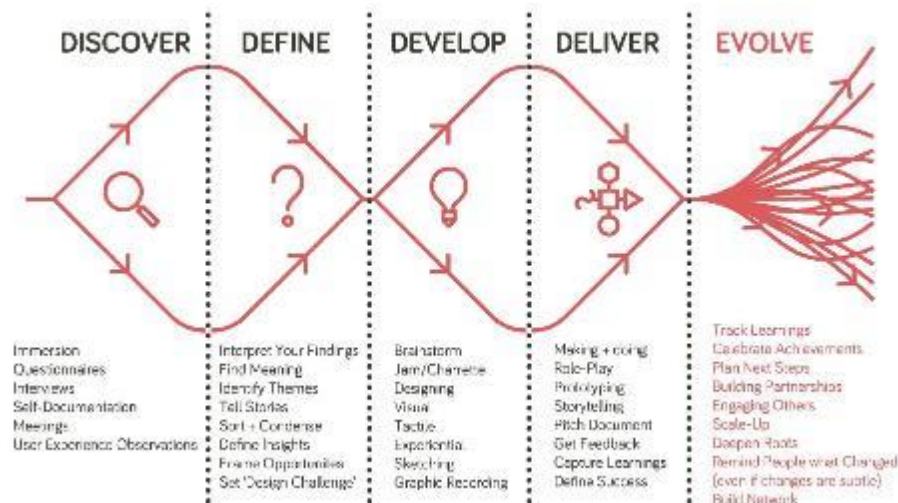 DISCOVER
DEFINE
DEVELOP
DELIVER
EVOLVE
Immersion
Questionnaires
Interviews
Self-Documentation
Meetings
User Experience Observations
Interpret Your Findings
Find Meaning
Identify Themes
Tell Stories
Sort + Condense
Define Insights
Frame Opportunites
Set 'Design Challenge'
Brainstorm
Jam/Charrette
Designing
Visual
Tactile
Experiential
Sketching
Graphic Recording
Making + doing
Role-Play
Prototyping
Storytelling
Pitch Document
Get Feedback
Capture Learnings
Define Success
Track Learnings
Celebrate Achievements
Plan Next Steps
Building Partnerships
Engaging Others
Scale-Up
Deepen Roots
Remind People what Changed
(even if changes are subtle)
Build Network